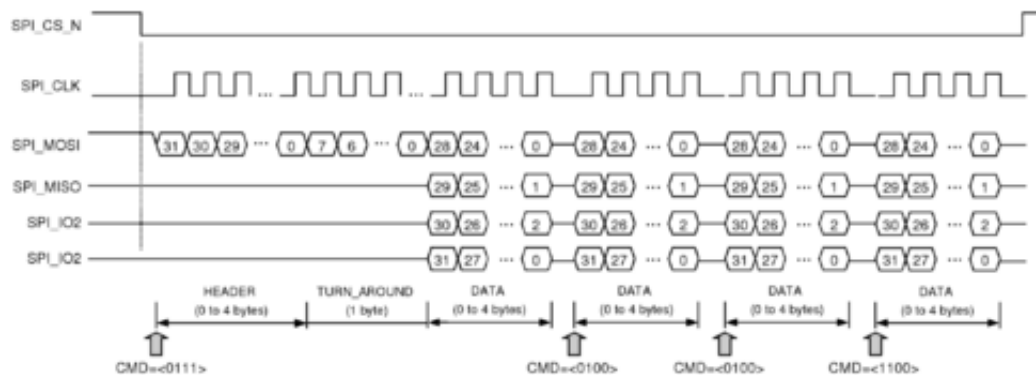 SPI_CS_N
SPI_CLK
... ...
SPI_MOSI 31 30 29 ... 0 7 6 ... 0 28 24 ... 0 28 24 ... 0 28 24 ... 0 28 24 ... 0
SPI_MISO 29 25 ... 1 29 25 ... 1 29 25 ... 1 29 25 ... 1
SPI_IO2 30 26 ... 2 30 26 ... 2 30 26 ... 2 30 26 ... 2
SPI_IO2 31 27 ... 0 31 27 ... 0 31 27 ... 0 31 27 ... 0
HEADER TURN_AROUND DATA DATA DATA DATA
(0 to 4 bytes) (1 byte) (0 to 4 bytes) (0 to 4 bytes) (0 to 4 bytes) (0 to 4 bytes)
CMD=<0111> CMD=<0100> CMD=<0100> CMD=<1100>